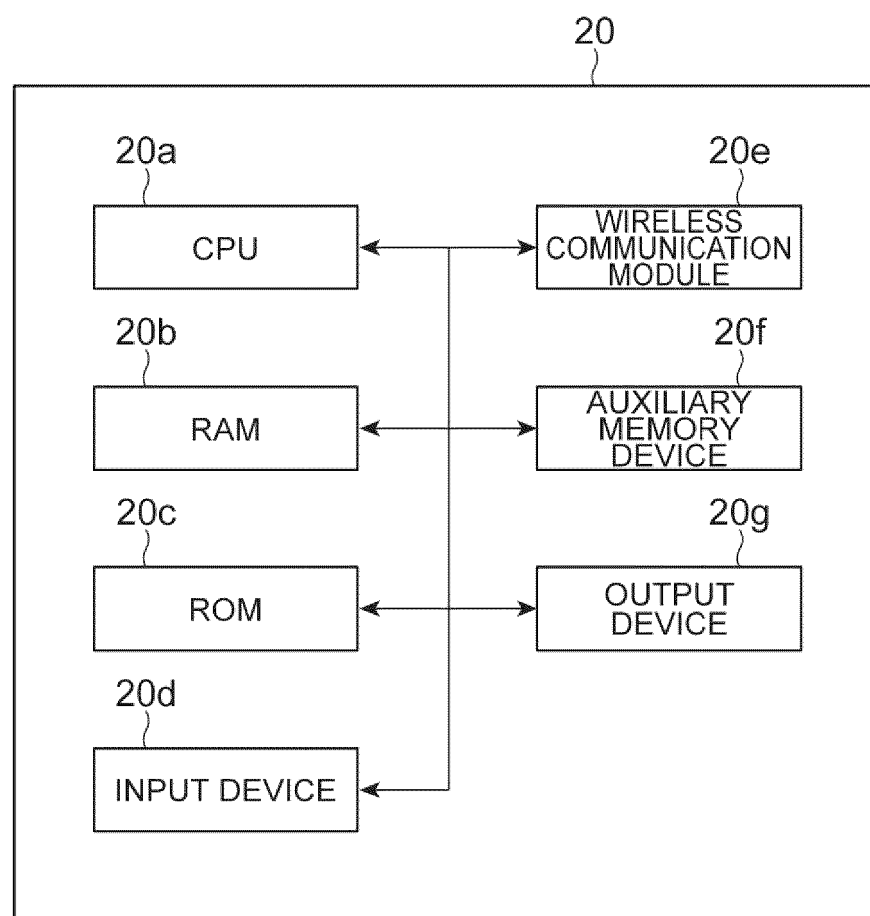 20
20a
CPU
20e
WIRELESS
COMMUNICATION
MODULE
20b
RAM
20f
AUXILIARY
MEMORY
DEVICE
20c
ROM
20g
OUTPUT
DEVICE
20d
INPUT DEVICE